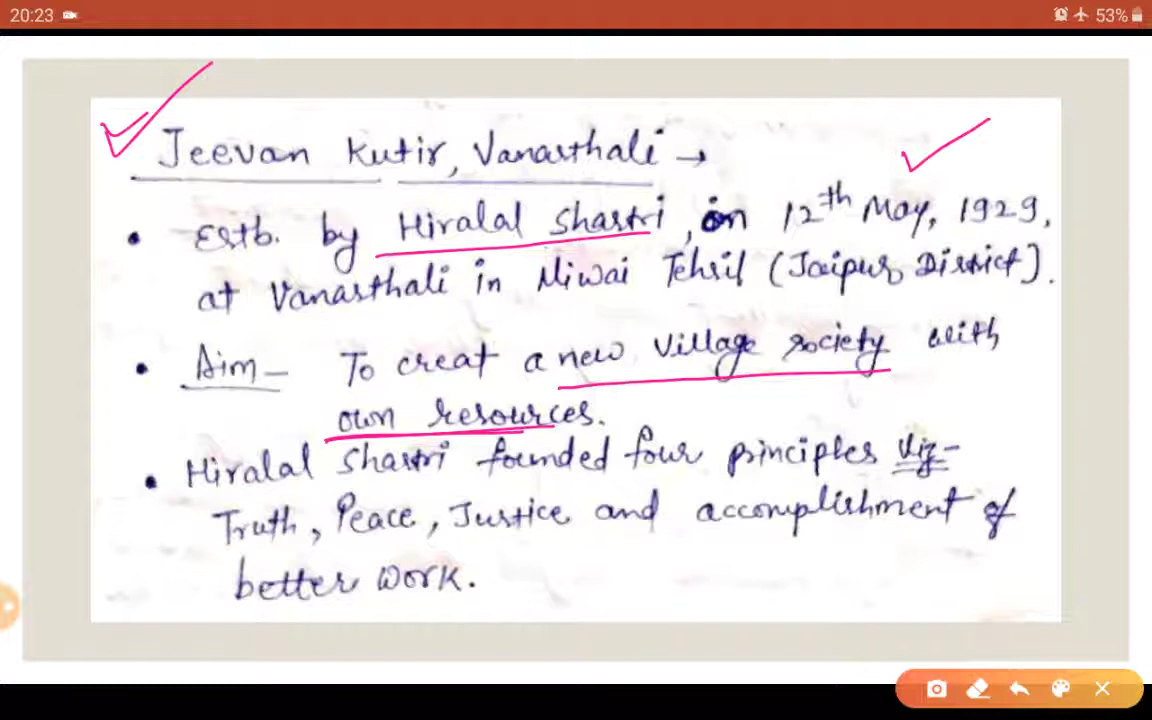 20:23
53%
Jeevan Kutir, Vanasthali →
• Estb. by Hiralal Shastri, on 12th May, 1929,
at Vanasthali in Niwai Tehsil (Jaipur District).
• Aim - To creat a new village society with
own resources.
• Hiralal Shastri founded four principles viz-
Truth, Peace, Justice and accomplishment of
better work.